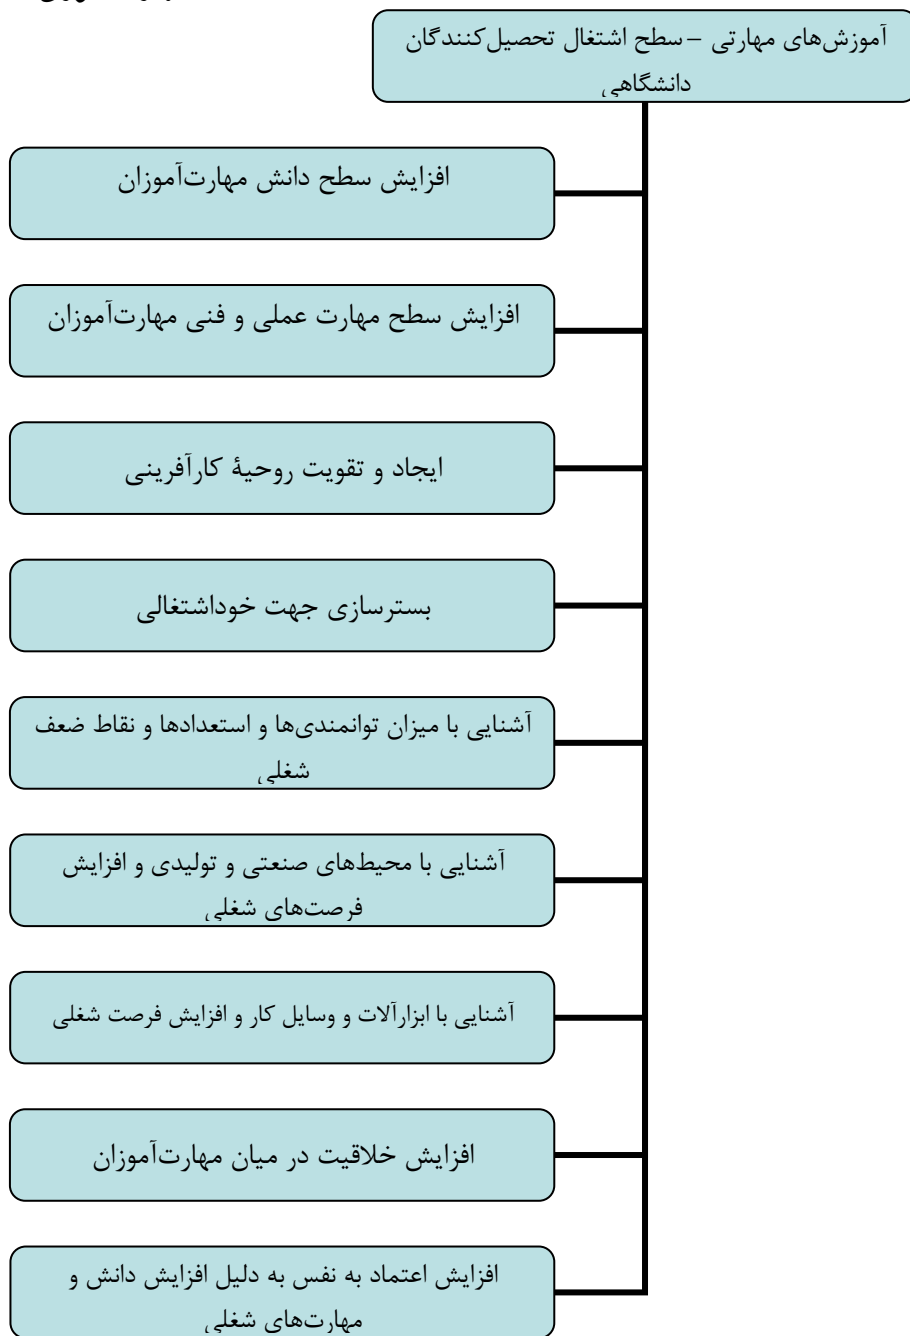 آموزش‌های مهارتی – سطح اشتغال تحصیل‌کنندگان
دانشگاهی
افزایش سطح دانش مهارت‌آموزان
افزایش سطح مهارت عملی و فنی مهارت‌آموزان
ایجاد و تقویت روحیۀ کارآفرینی
بسترسازی جهت خوداشتغالی
آشنایی با میزان توانمندی‌ها و استعدادها و نقاط ضعف
شغلی
آشنایی با محیط‌های صنعتی و تولیدی و افزایش
فرصت‌های شغلی
آشنایی با ابزارآلات و وسایل کار و افزایش فرصت شغلی
افزایش خلاقیت در میان مهارت‌آموزان
افزایش اعتماد به نفس به دلیل افزایش دانش و
مهارت‌های شغلی